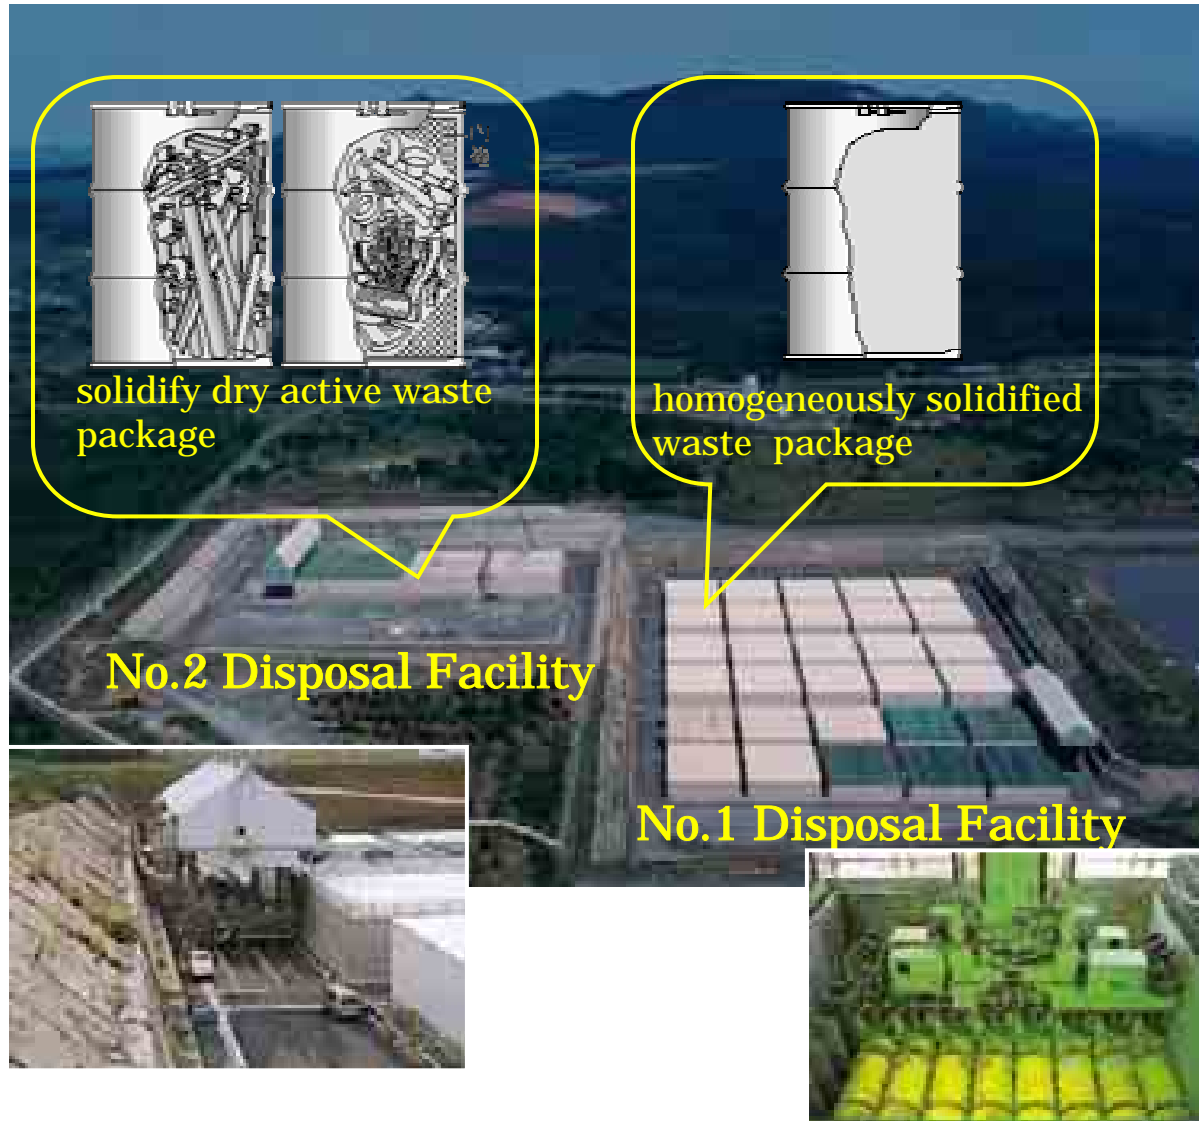 solidify dry active waste
package
homogeneously solidified
waste package
No.2 Disposal Facility
No.1 Disposal Facility